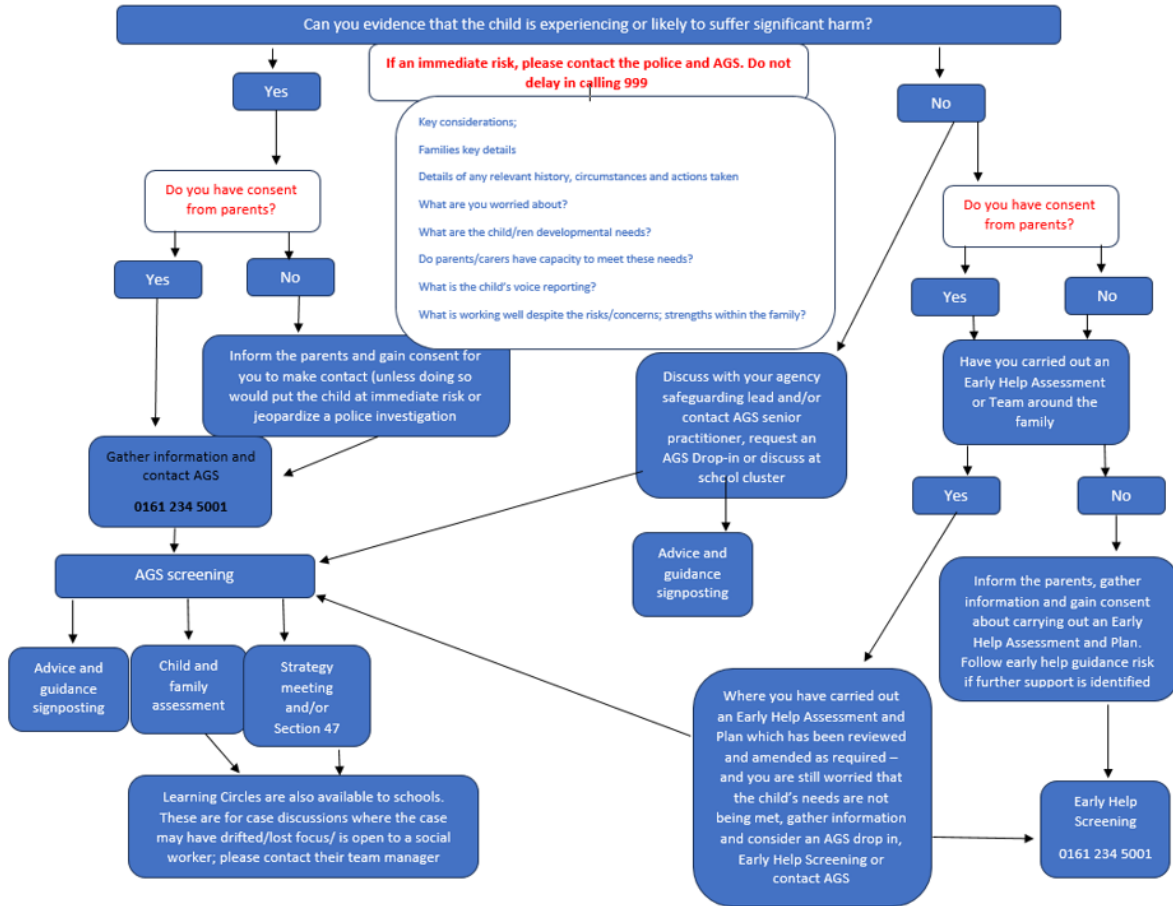 Can you evidence that the child is experiencing or likely to suffer significant harm?
If an immediate risk, please contact the police and AGS. Do not
delay in calling 999
Yes
No
Key considerations;
Families key details
Details of any relevant history, circumstances and actions taken
What are you worried about?
What are the child/ren developmental needs?
Do parents/carers have capacity to meet these needs?
What is the child's voice reporting?
What is working well despite the risks/concerns; strengths within the family?
Do you have consent
from parents?
Yes
No
Inform the parents and gain consent for
you to make contact (unless doing so
would put the child at immediate risk or
jeopardize a police investigation
Gather information and
contact AGS
0161 234 5001
AGS screening
Advice and
guidance
signposting
Child and
family
assessment
Strategy
meeting
and/or
Section 47
Learning Circles are also available to schools.
These are for case discussions where the case
may have drifted/lost focus/ is open to a social
worker; please contact their team manager
Discuss with your agency
safeguarding lead and/or
contact AGS senior
practitioner, request an
AGS Drop-in or discuss at
school cluster
Advice and
guidance
signposting
Do you have consent
from parents?
Yes
No
Have you carried out an
Early Help Assessment
or Team around the
family
Yes
No
Inform the parents, gather
information and gain consent
about carrying out an Early
Help Assessment and Plan.
Follow early help guidance risk
if further support is identified
Where you have carried out
an Early Help Assessment and
Plan which has been reviewed
and amended as required –
and you are still worried that
the child's needs are not
being met, gather information
and consider an AGS drop in,
Early Help Screening or
contact AGS
Early Help
Screening
0161 234 5001